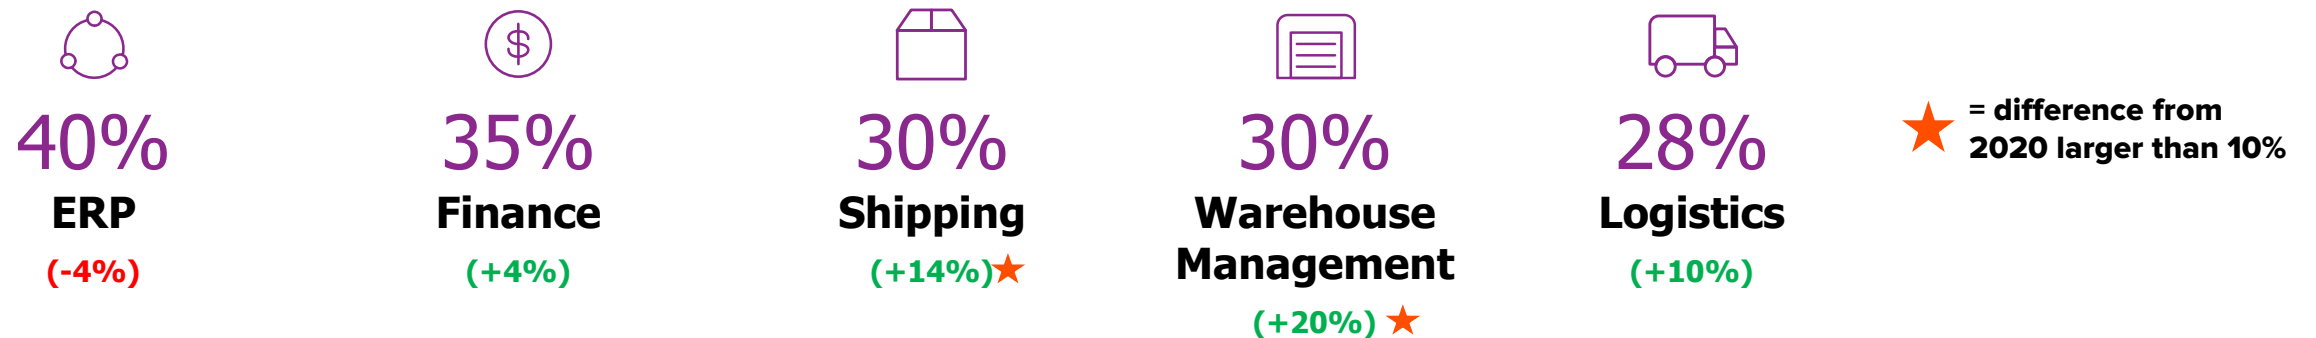 40%
ERP
(-4%)
$
35%
Finance
(+4%)
30%
Shipping
(+14%)
30%
Warehouse
Management
(+20%)
28%
Logistics
(+10%)
= difference from
2020 larger than 10%